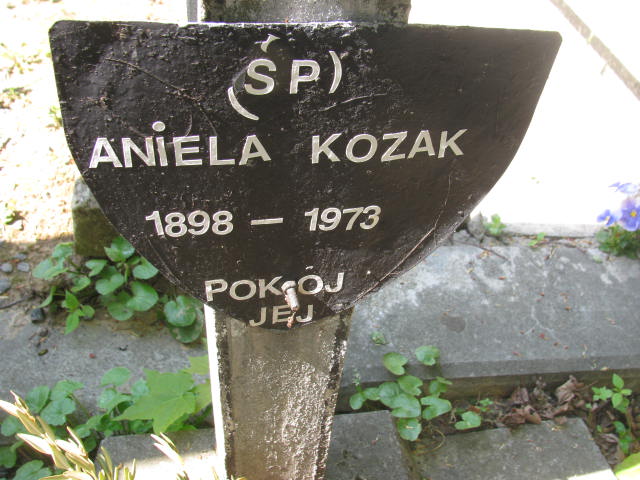 (ŚP)
ANiELA KOZAK
1898 – 1973
POKÓJ
JEJ